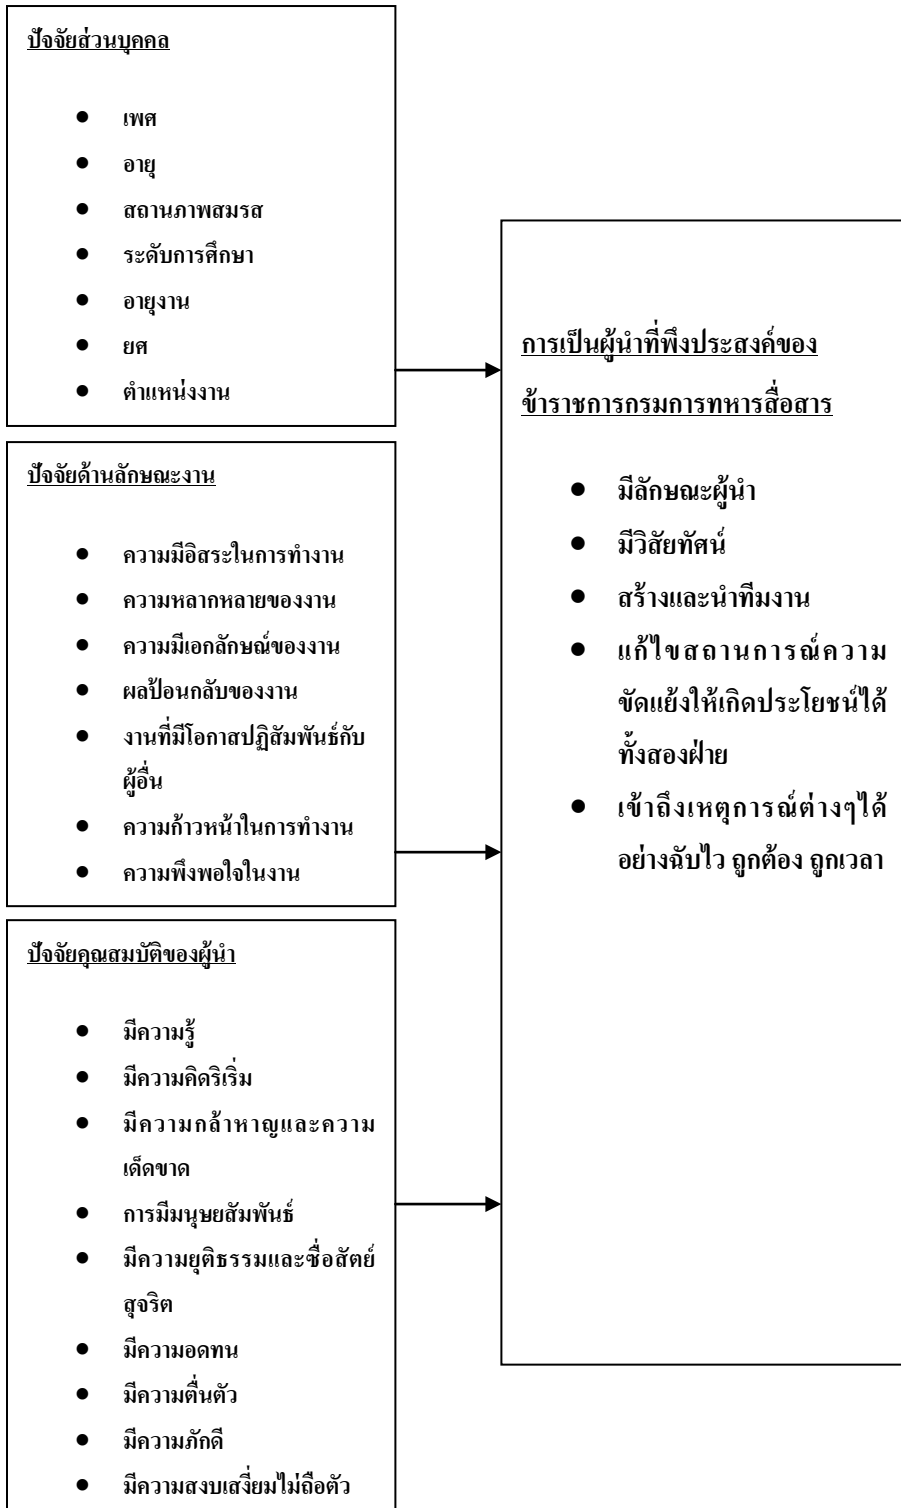 ปัจจัยส่วนบุคคล
● เพศ
● อายุ
● สถานภาพสมรส
● ระดับการศึกษา
● อายุงาน
● ยศ
● ตำแหน่งงาน
ปัจจัยด้านลักษณะงาน
● ความมีอิสระในการทำงาน
● ความหลากหลายของงาน
● ความมีเอกลักษณ์ของงาน
● ผลป้อนกลับของงาน
● งานที่มีโอกาสปฏิสัมพันธ์กับ
ผู้อื่น
● ความก้าวหน้าในการทำงาน
● ความพึงพอใจในงาน
ปัจจัยคุณสมบัติของผู้นำ
● มีความรู้
● มีความคิดริเริ่ม
● มีความกล้าหาญและความ
เด็ดขาด
● การมีมนุษยสัมพันธ์
● มีความยุติธรรมและซื่อสัตย์
สุจริต
● มีความอดทน
● มีความตื่นตัว
● มีความภักดี
● มีความสงบเสงี่ยมไม่ถือตัว
การเป็นผู้นำที่พึงประสงค์ของ
ข้าราชการกรมการทหารสื่อสาร
● มีลักษณะผู้นำ
● มีวิสัยทัศน์
● สร้างและนำทีมงาน
● แก้ไขสถานการณ์ความ
ขัดแย้งให้เกิดประโยชน์ได้
ทั้งสองฝ่าย
● เข้าถึงเหตุการณ์ต่างๆได้
อย่างฉับไว ถูกต้อง ถูกเวลา